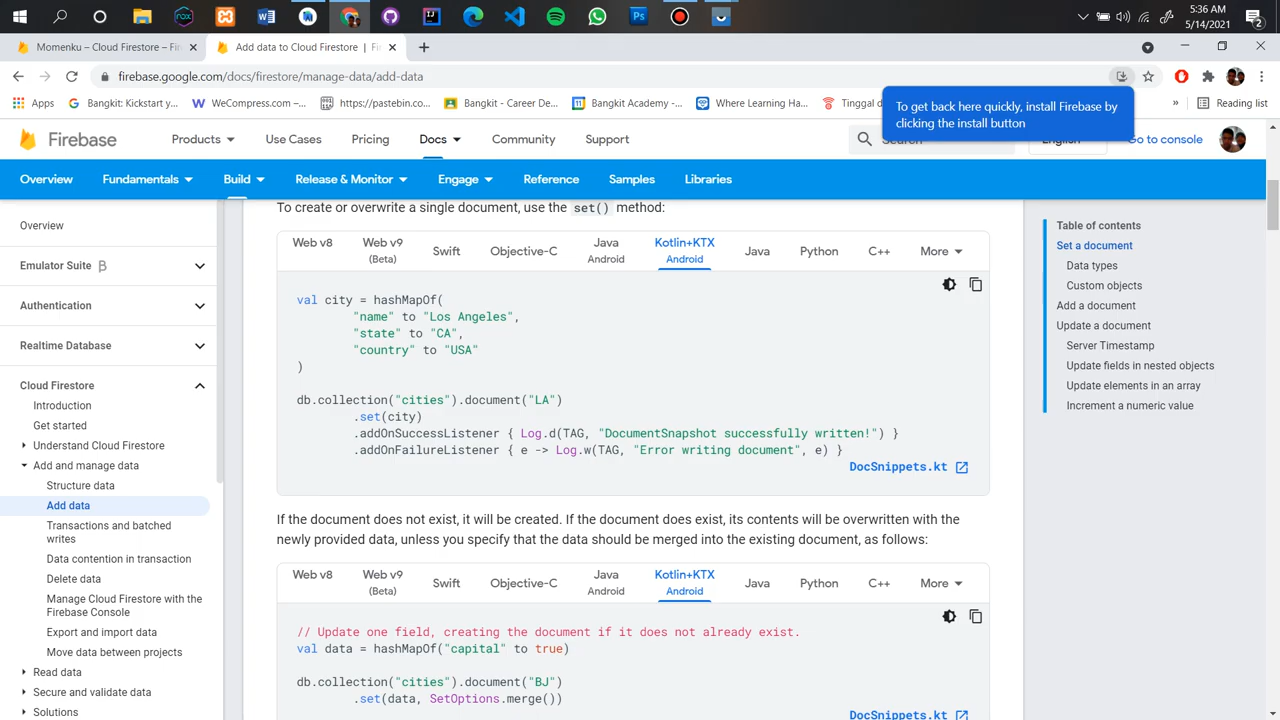 5:36 AM
5/14/2021
2
Momenku – Cloud Firestore – Fir
Add data to Cloud Firestore | Fi
firebase.google.com/docs/firestore/manage-data/add-data
Apps
Bangkit: Kickstart y...
WeCompress.com –...
https://pastebin.co...
Bangkit - Career De...
Bangkit Academy -...
Where Learning Ha...
Tinggal d
»
Reading list
To get back here quickly, install Firebase by
clicking the install button
Firebase
Products
Use Cases
Pricing
Docs
Community
Support
Search
English
Go to console
Overview
Fundamentals
Build
Release & Monitor
Engage
Reference
Samples
Libraries
Overview
Emulator Suite β
Authentication
Realtime Database
Cloud Firestore
Introduction
Get started
Understand Cloud Firestore
Add and manage data
Structure data
Add data
Transactions and batched
writes
Data contention in transaction
Delete data
Manage Cloud Firestore with the
Firebase Console
Export and import data
Move data between projects
Read data
Secure and validate data
Solutions
To create or overwrite a single document, use the set() method:
Web v8
Web v9
(Beta)
Swift
Objective-C
Java
Android
Kotlin+KTX
Android
Java
Python
C++
More
val city = hashMapOf(
"name" to "Los Angeles",
"state" to "CA",
"country" to "USA"
)
db.collection("cities").document("LA")
.set(city)
.addOnSuccessListener { Log.d(TAG, "DocumentSnapshot successfully written!") }
.addOnFailureListener { e -> Log.w(TAG, "Error writing document", e) }
DocSnippets.kt
If the document does not exist, it will be created. If the document does exist, its contents will be overwritten with the
newly provided data, unless you specify that the data should be merged into the existing document, as follows:
Web v8
Web v9
(Beta)
Swift
Objective-C
Java
Android
Kotlin+KTX
Android
Java
Python
C++
More
// Update one field, creating the document if it does not already exist.
val data = hashMapOf("capital" to true)
db.collection("cities").document("BJ")
.set(data, SetOptions.merge())
DocSnippets.kt
Table of contents
Set a document
Data types
Custom objects
Add a document
Update a document
Server Timestamp
Update fields in nested objects
Update elements in an array
Increment a numeric value